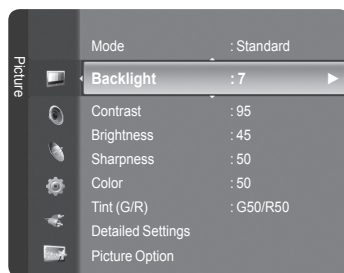 Picture
Mode : Standard
Backlight : 7
Contrast : 95
Brightness : 45
Sharpness : 50
Color : 50
Tint (G/R) : G50/R50
Detailed Settings
Picture Option